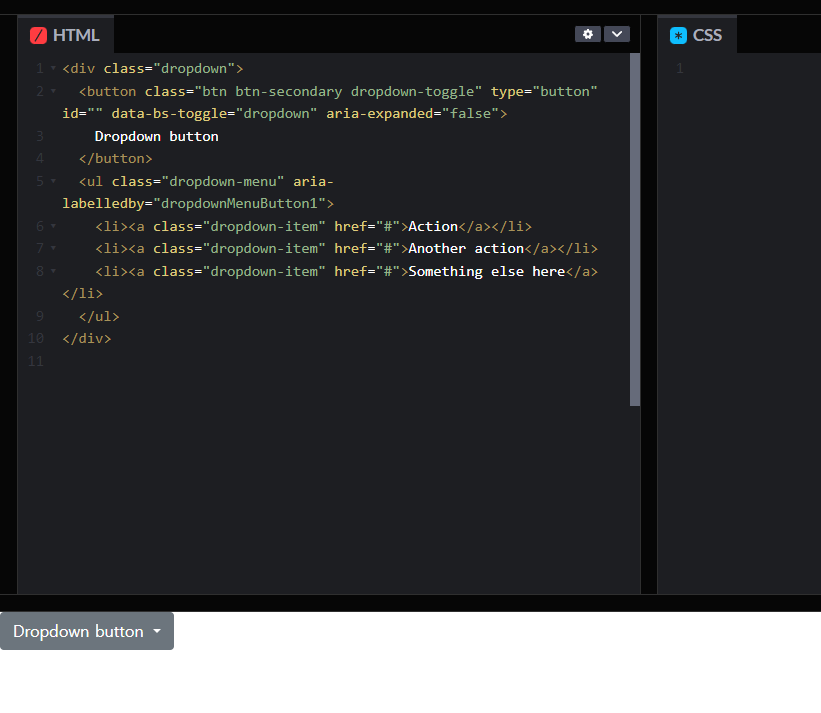 HTML
CSS
1 <div class="dropdown">
2 <button class="btn btn-secondary dropdown-toggle" type="button"
id="" data-bs-toggle="dropdown" aria-expanded="false">
3 Dropdown button
4 </button>
5 <ul class="dropdown-menu" aria-
labelledby="dropdownMenuButton1">
6 <li><a class="dropdown-item" href="#">Action</a></li>
7 <li><a class="dropdown-item" href="#">Another action</a></li>
8 <li><a class="dropdown-item" href="#">Something else here</a>
</li>
9 </ul>
10 </div>
11
1
Dropdown button